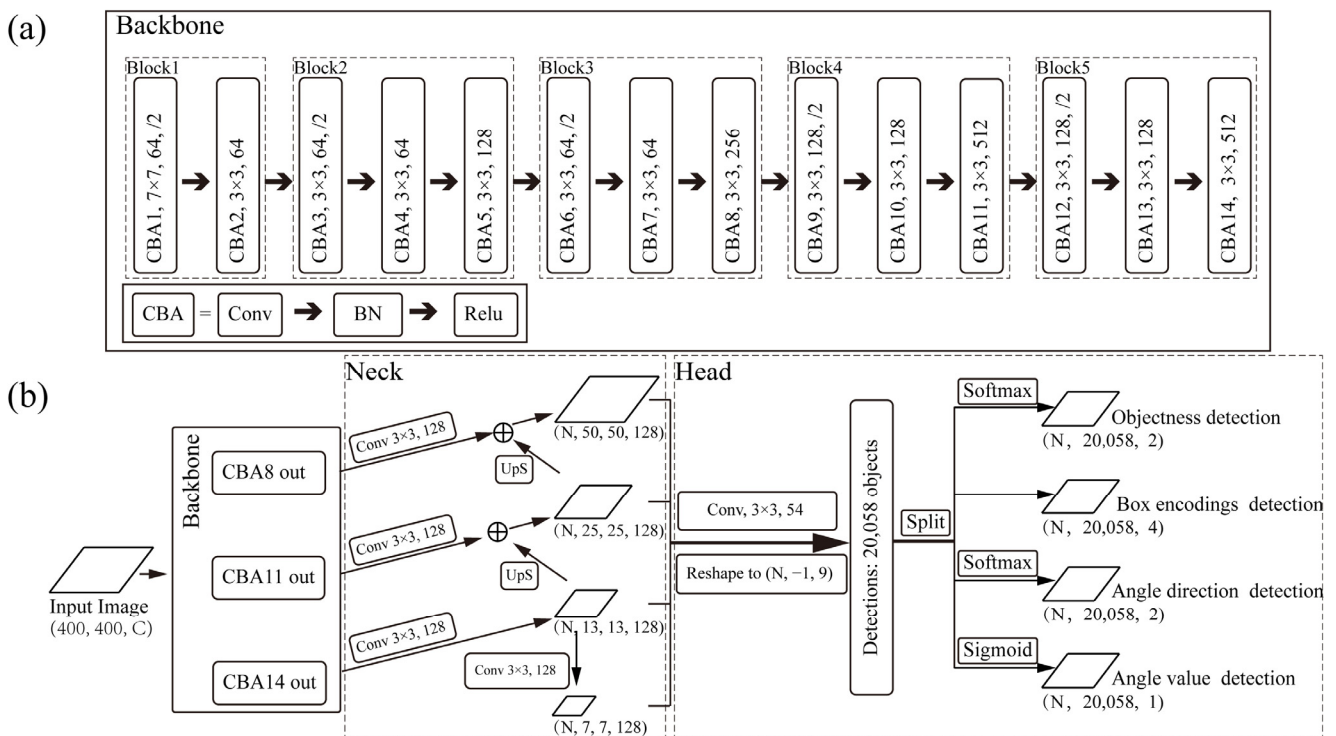 (a)
Backbone
Block1
CBA1, 7×7, 64, /2
CBA2, 3×3, 64
Block2
CBA3, 3×3, 64, /2
CBA4, 3×3, 64
CBA5, 3×3, 128
Block3
CBA6, 3×3, 64, /2
CBA7, 3×3, 64
CBA8, 3×3, 256
Block4
CBA9, 3×3, 128, /2
CBA10, 3×3, 128
CBA11, 3×3, 512
Block5
CBA12, 3×3, 128, /2
CBA13, 3×3, 128
CBA14, 3×3, 512
CBA = Conv BN Relu
(b)
Input Image
(400, 400, C)
Backbone
CBA8 out
CBA11 out
CBA14 out
Neck
Conv 3×3, 128
UpS
(N, 50, 50, 128)
Conv 3×3, 128
UpS
(N, 25, 25, 128)
Conv 3×3, 128
(N, 13, 13, 128)
Conv 3×3, 128
(N, 7, 7, 128)
Head
Conv, 3×3, 54
Reshape to (N, −1, 9)
Detections: 20,058 objects
Split
Softmax
Objectness detection
(N, 20,058, 2)
Box encodings detection
(N, 20,058, 4)
Softmax
Angle direction detection
(N, 20,058, 2)
Sigmoid
Angle value detection
(N, 20,058, 1)